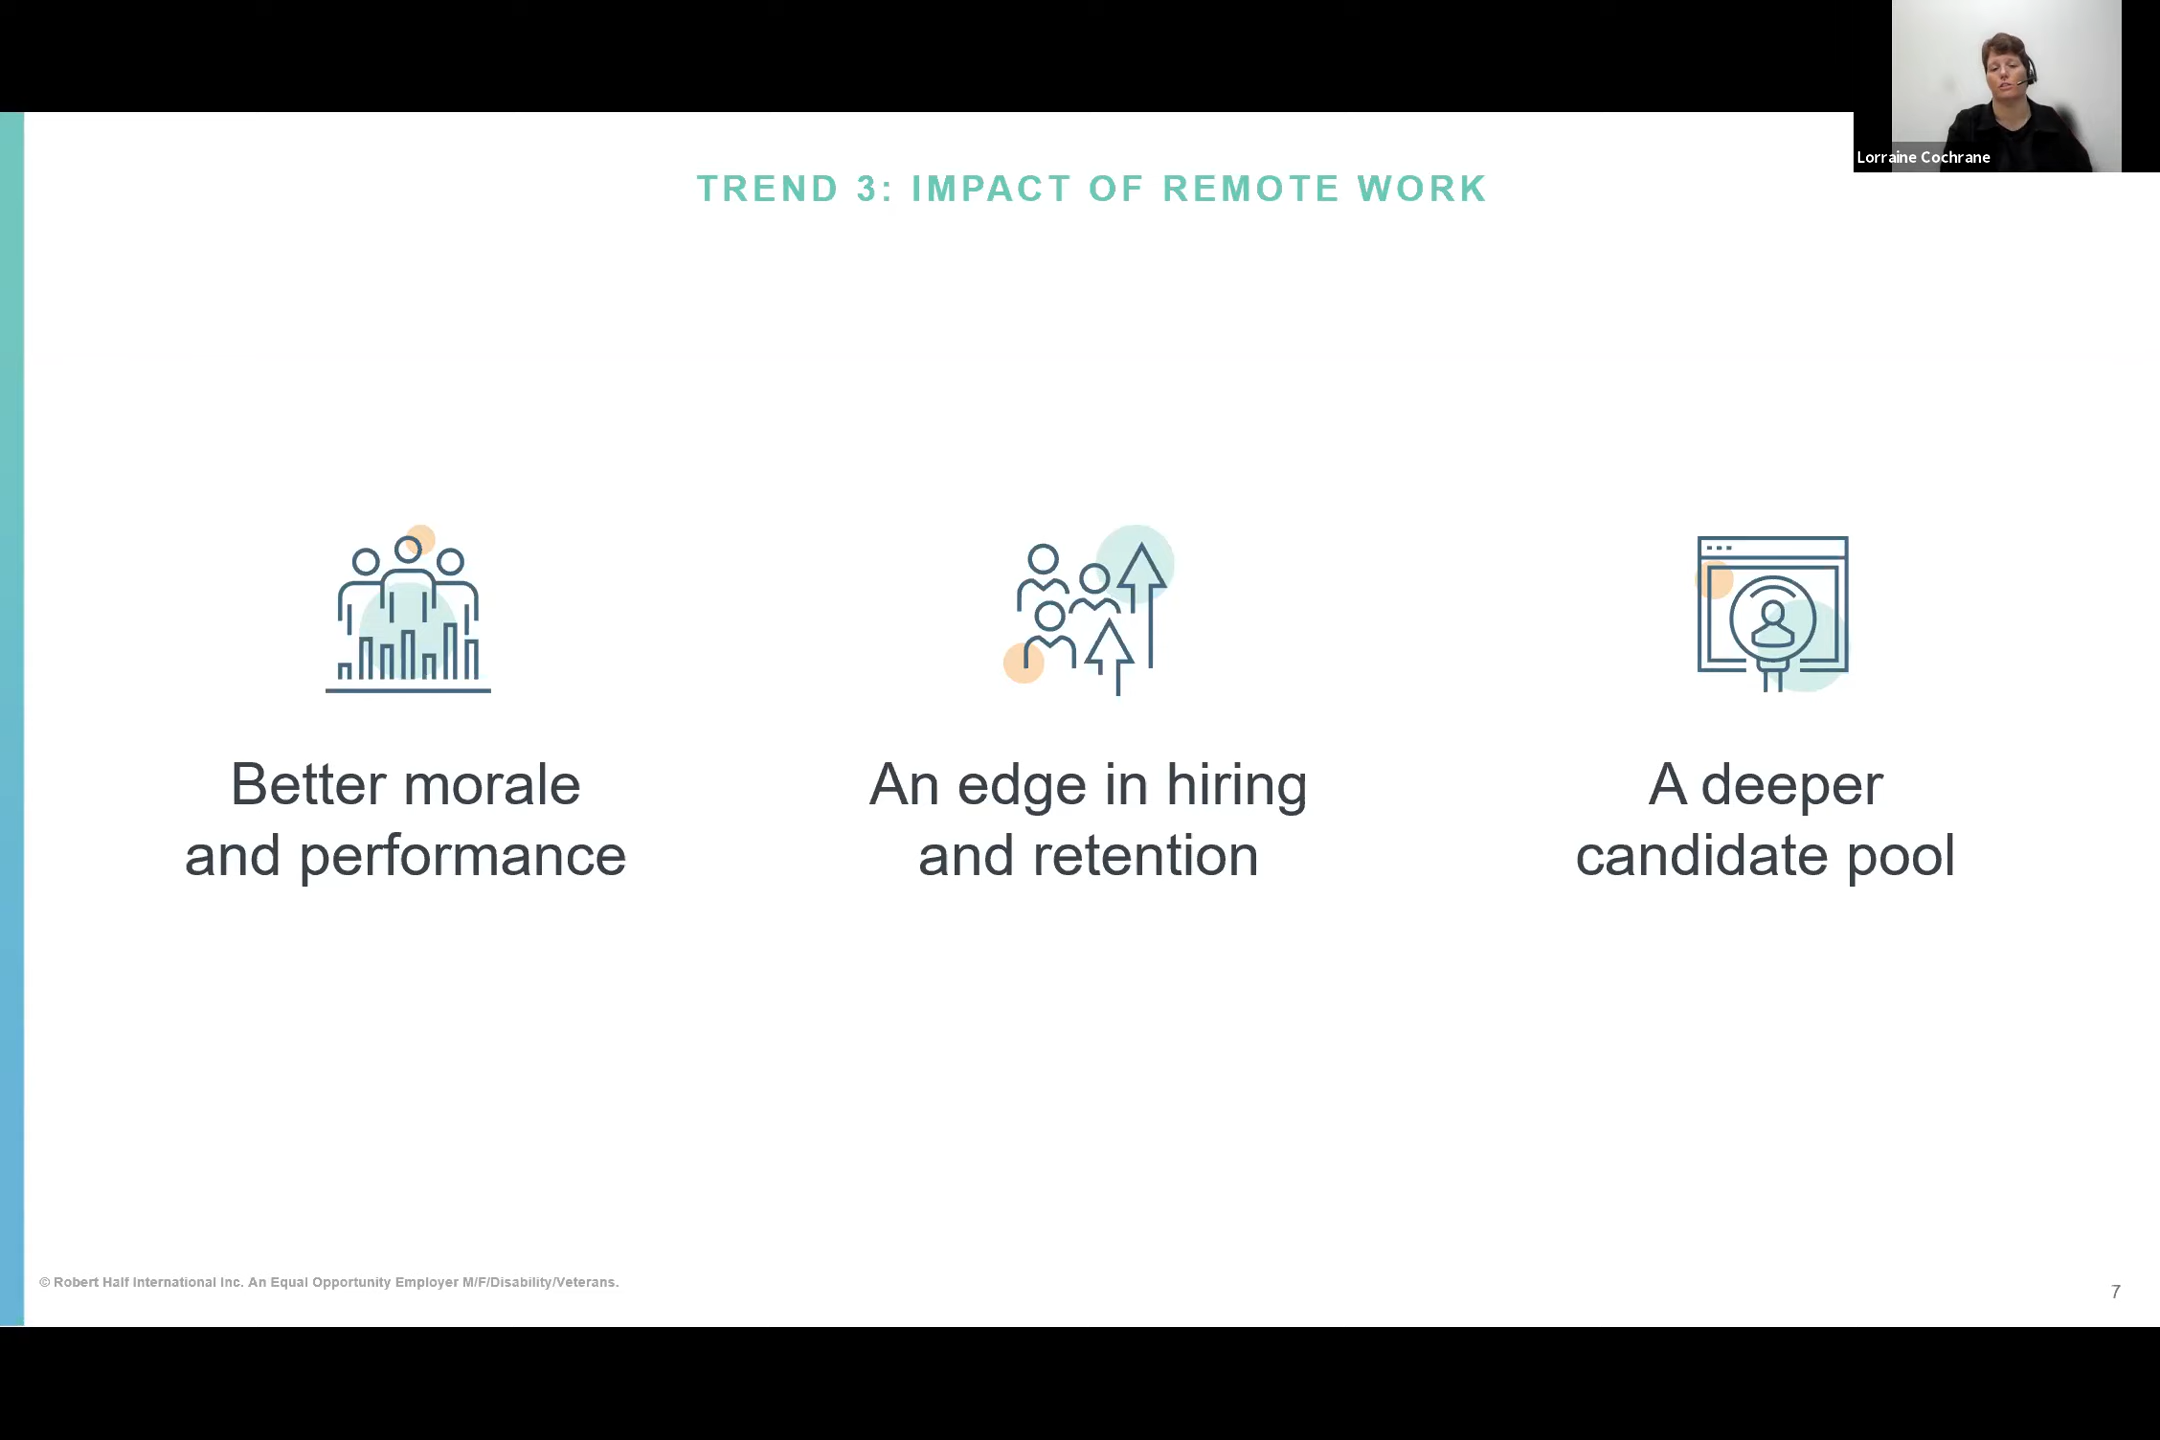 Lorraine Cochrane
TREND 3: IMPACT OF REMOTE WORK
Better morale
and performance
An edge in hiring
and retention
A deeper
candidate pool
© Robert Half International Inc. An Equal Opportunity Employer M/F/Disability/Veterans.
7